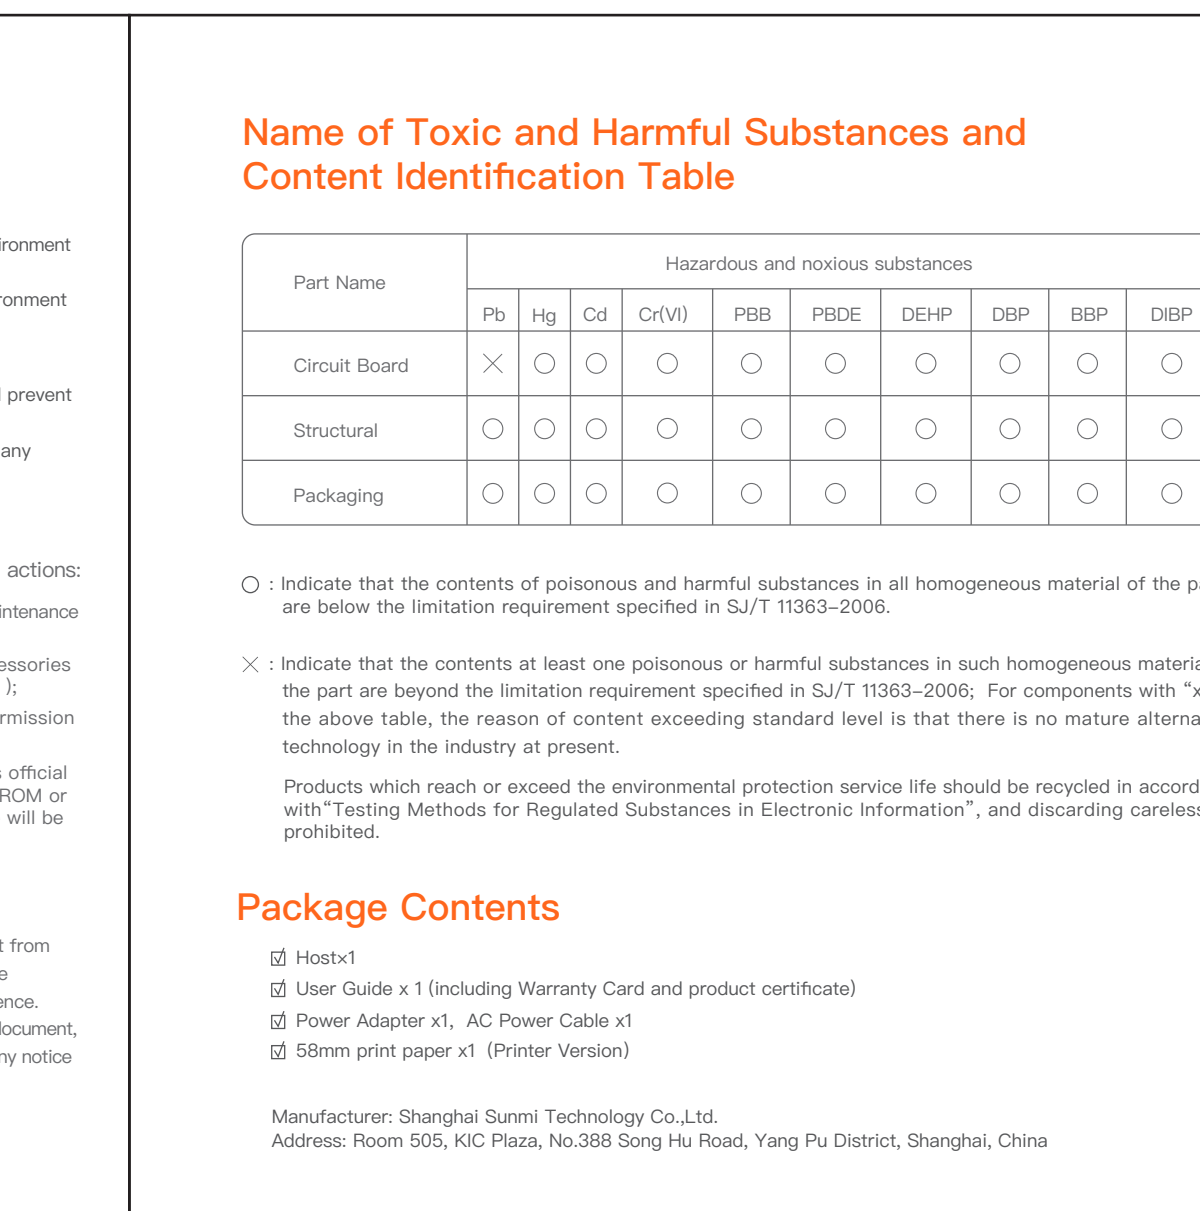 ironment
ronment
prevent
any
actions:
intenance
essories
);
rmission
official
ROM or
will be
t from
e
ence.
locument,
ny notice
Name of Toxic and Harmful Substances and
Content Identification Table
Part Name
Hazardous and noxious substances
Pb Hg Cd Cr(VI) PBB PBDE DEHP DBP BBP DIBP
Circuit Board × ○ ○ ○ ○ ○ ○ ○ ○ ○
Structural ○ ○ ○ ○ ○ ○ ○ ○ ○ ○
Packaging ○ ○ ○ ○ ○ ○ ○ ○ ○ ○
○ : Indicate that the contents of poisonous and harmful substances in all homogeneous material of the
are below the limitation requirement specified in SJ/T 11363–2006.
× : Indicate that the contents at least one poisonous or harmful substances in such homogeneous materia
the part are beyond the limitation requirement specified in SJ/T 11363–2006; For components with “x
the above table, the reason of content exceeding standard level is that there is no mature alterna
technology in the industry at present.
Products which reach or exceed the environmental protection service life should be recycled in accord
with“Testing Methods for Regulated Substances in Electronic Information”, and discarding careless
prohibited.
Package Contents
☑ Host×1
☑ User Guide x 1 (including Warranty Card and product certificate)
☑ Power Adapter x1, AC Power Cable x1
☑ 58mm print paper x1 (Printer Version)
Manufacturer: Shanghai Sunmi Technology Co.,Ltd.
Address: Room 505, KIC Plaza, No.388 Song Hu Road, Yang Pu District, Shanghai, China